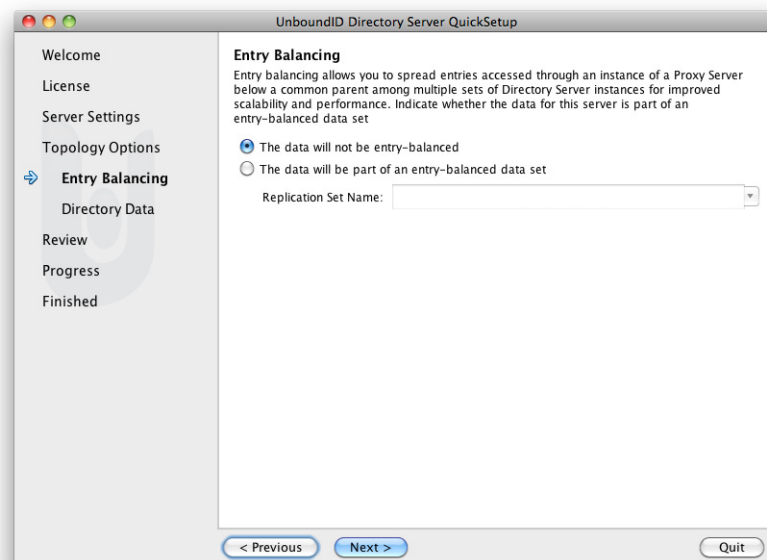 UnboundID Directory Server QuickSetup
Welcome
License
Server Settings
Topology Options
Entry Balancing
Directory Data
Review
Progress
Finished
Entry Balancing
Entry balancing allows you to spread entries accessed through an instance of a Proxy Server
below a common parent among multiple sets of Directory Server instances for improved
scalability and performance. Indicate whether the data for this server is part of an
entry-balanced data set
The data will not be entry-balanced
The data will be part of an entry-balanced data set
Replication Set Name:
< Previous
Next >
Quit